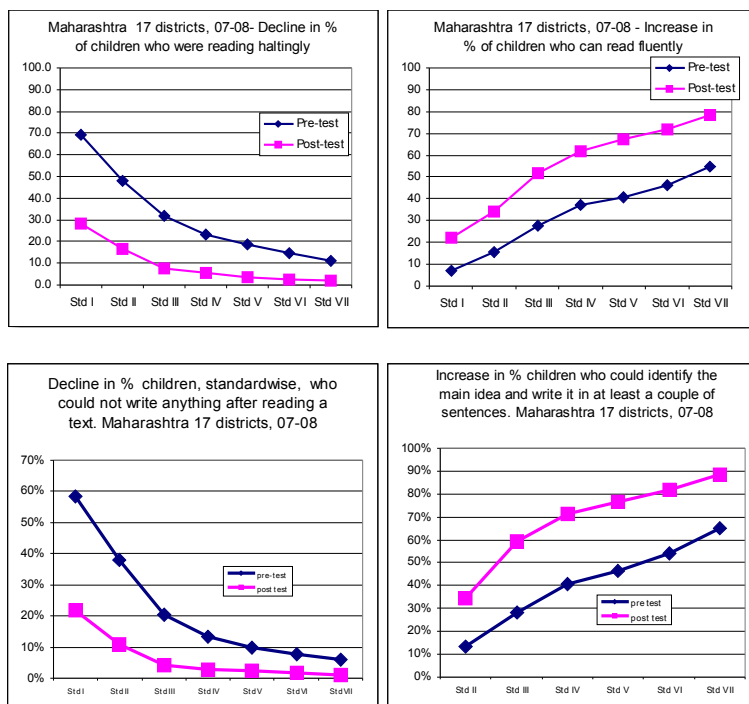 Maharashtra 17 districts, 07-08- Decline in %
of children who were reading haltingly
100.0
90.0
80.0
70.0
60.0
50.0
40.0
30.0
20.0
10.0
0.0
Pre-test
Post-test
Std I Std II Std III Std IV Std V Std VI Std VII
Maharashtra 17 districts, 07-08 - Increase in
% of children who can read fluently
100
90
80
70
60
50
40
30
20
10
0
Pre-test
Post-test
Std I Std II Std III Std IV Std V Std VI Std VII
Decline in % children, standardwise, who
could not write anything after reading a
text. Maharashtra 17 districts, 07-08
70%
60%
50%
40%
30%
20%
10%
0%
pre-test
post test
Std I Std II Std III Std IV Std V Std VI Std VII
Increase in % children who could identify the
main idea and write it in at least a couple of
sentences. Maharashtra 17 districts, 07-08
100%
90%
80%
70%
60%
50%
40%
30%
20%
10%
0%
pre test
post test
Std II Std III Std IV Std V Std VI Std VII